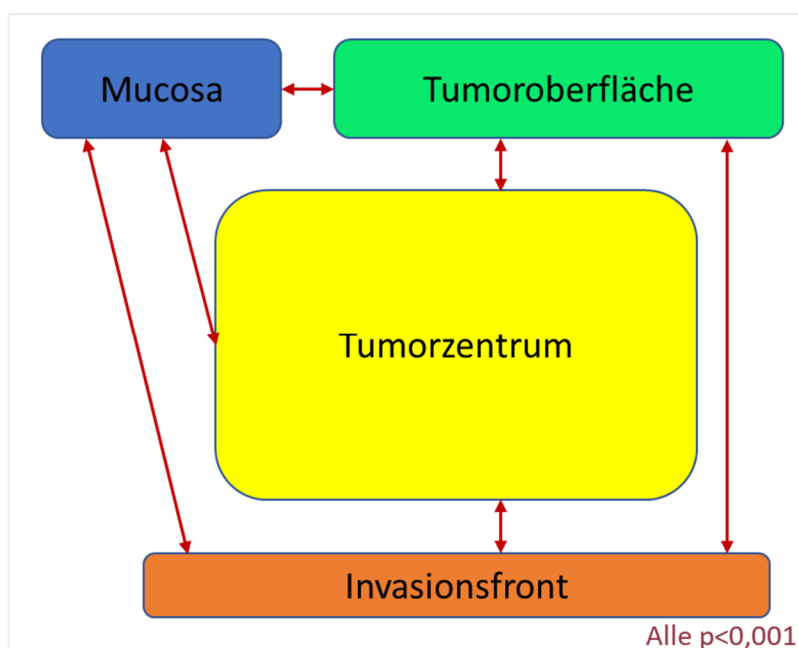 Mucosa
Tumoroberfläche
Tumorzentrum
Invasionsfront
Alle p<0,001